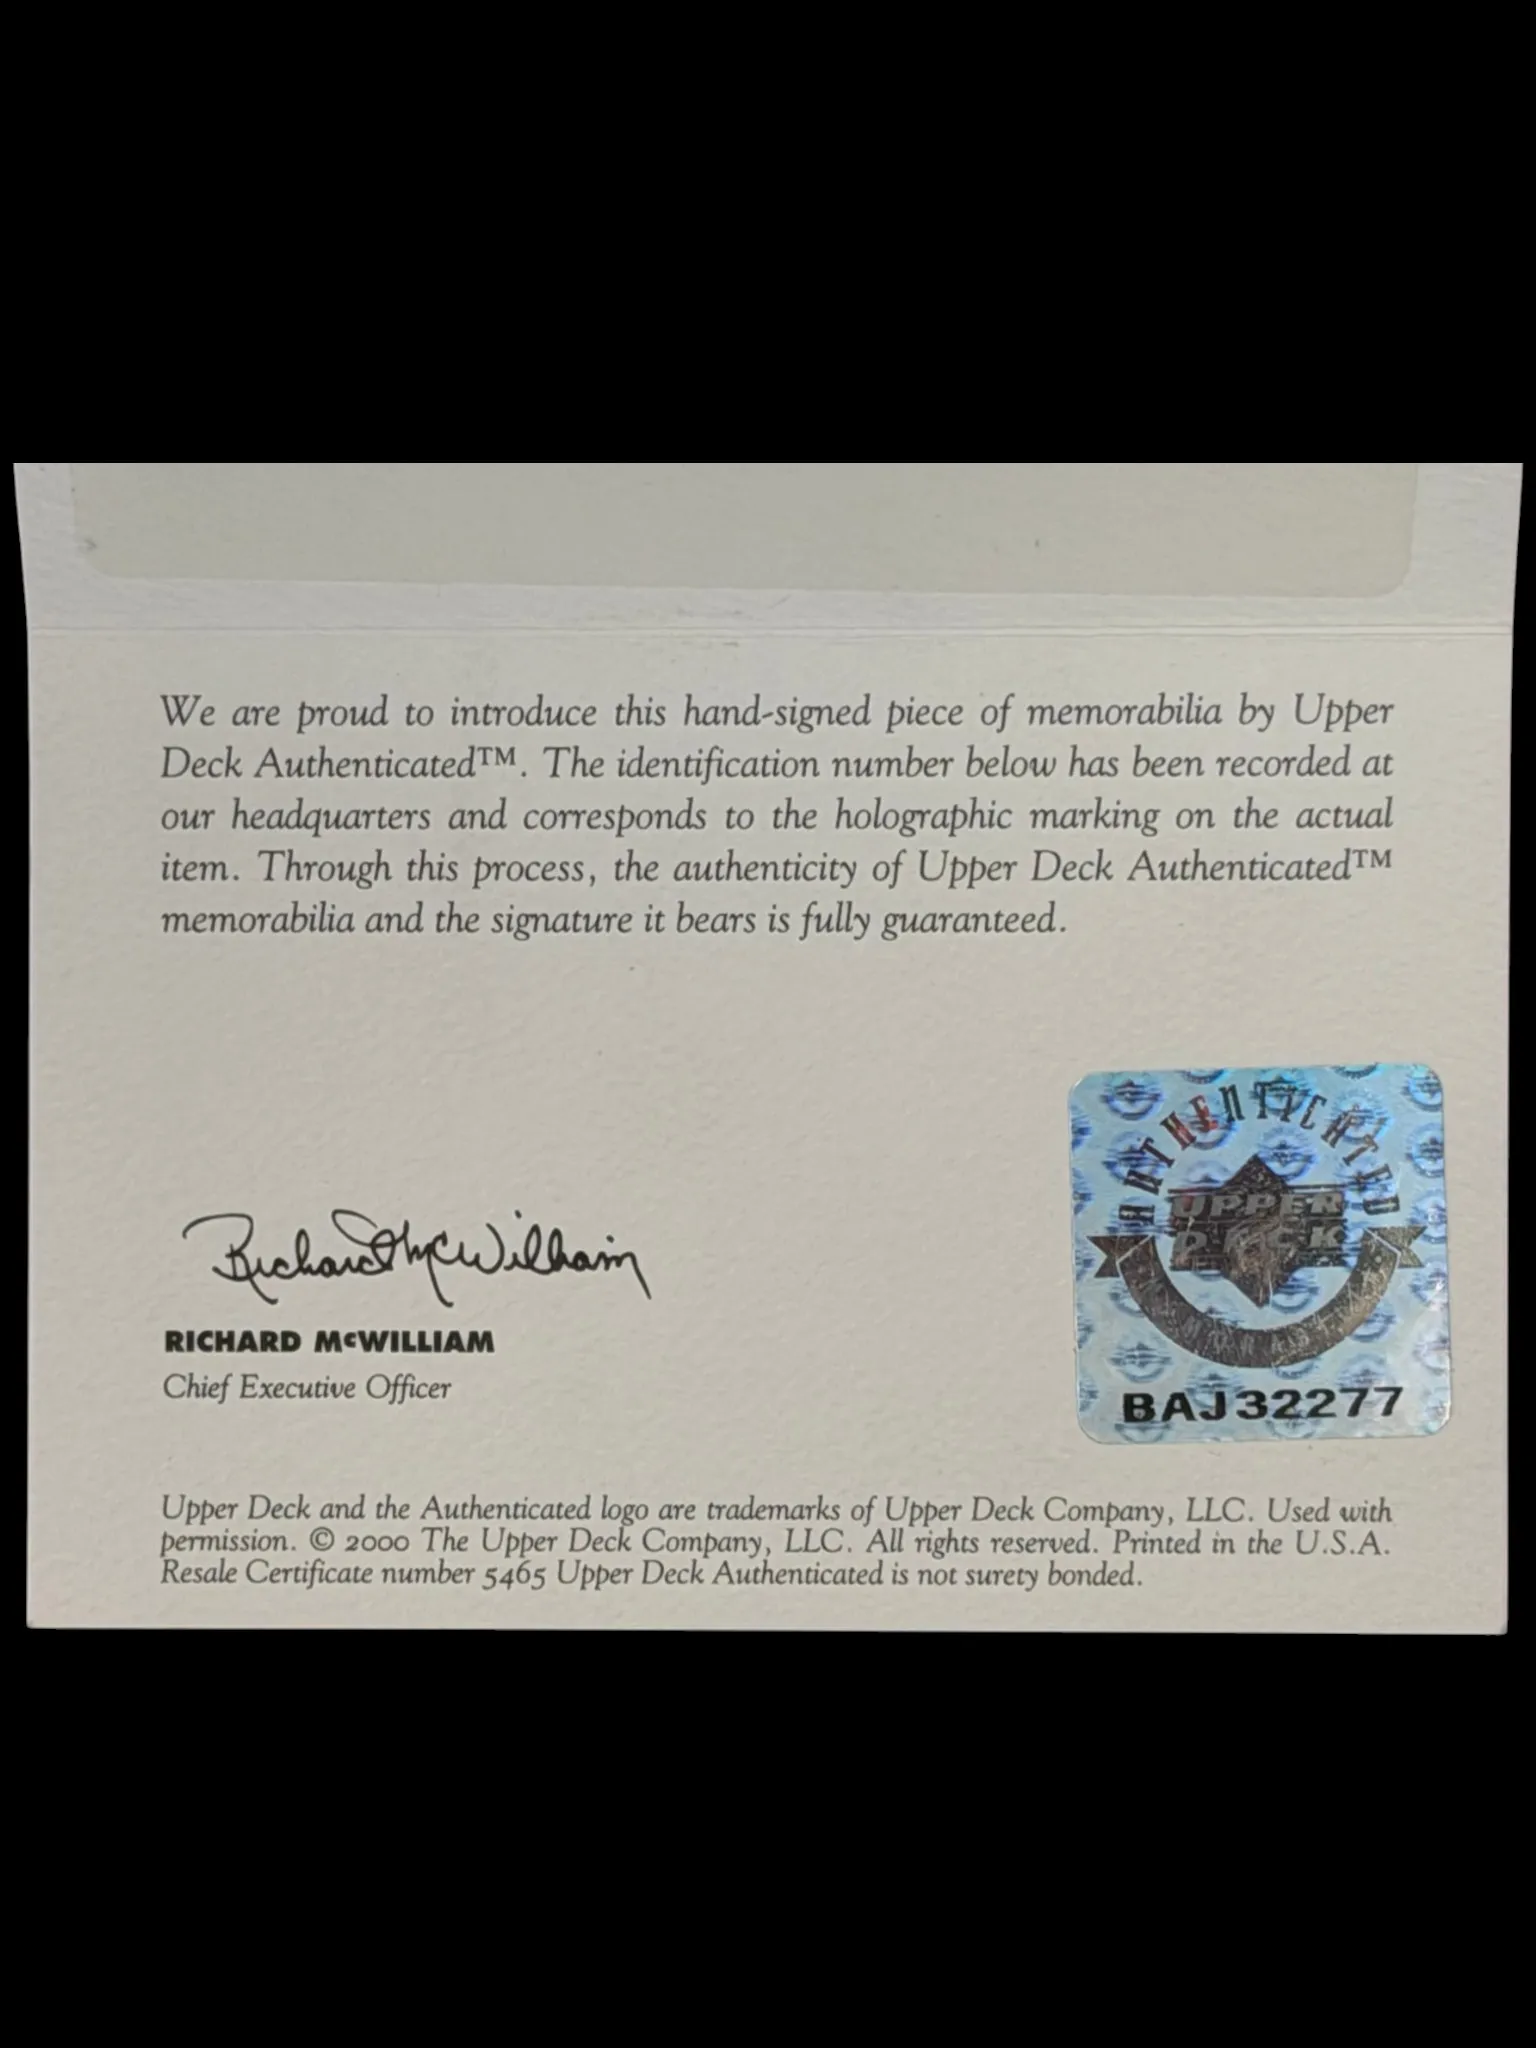 We are proud to introduce this hand-signed piece of memorabilia by Upper
Deck Authenticated™. The identification number below has been recorded at
our headquarters and corresponds to the holographic marking on the actual
item. Through this process, the authenticity of Upper Deck Authenticated™
memorabilia and the signature it bears is fully guaranteed.
AUTHENTICATED
UPPER
DECK
BAJ32277
Richard McWilliam
RICHARD McWILLIAM
Chief Executive Officer
Upper Deck and the Authenticated logo are trademarks of Upper Deck Company, LLC. Used with
permission. © 2000 The Upper Deck Company, LLC. All rights reserved. Printed in the U.S.A.
Resale Certificate number 5465 Upper Deck Authenticated is not surety bonded.